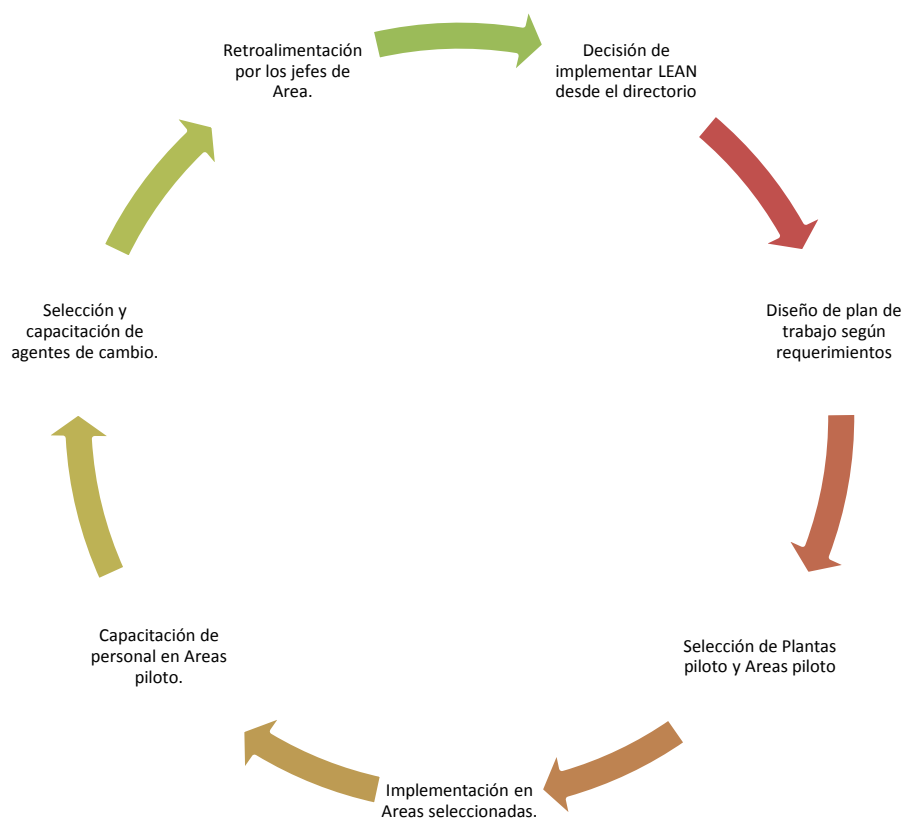 Retroalimentación
por los jefes de
Area.
Decisión de
implementar LEAN
desde el directorio
Diseño de plan de
trabajo según
requerimientos
Selección de Plantas
piloto y Areas piloto
Implementación en
Areas seleccionadas.
Capacitación de
personal en Areas
piloto.
Selección y
capacitación de
agentes de cambio.